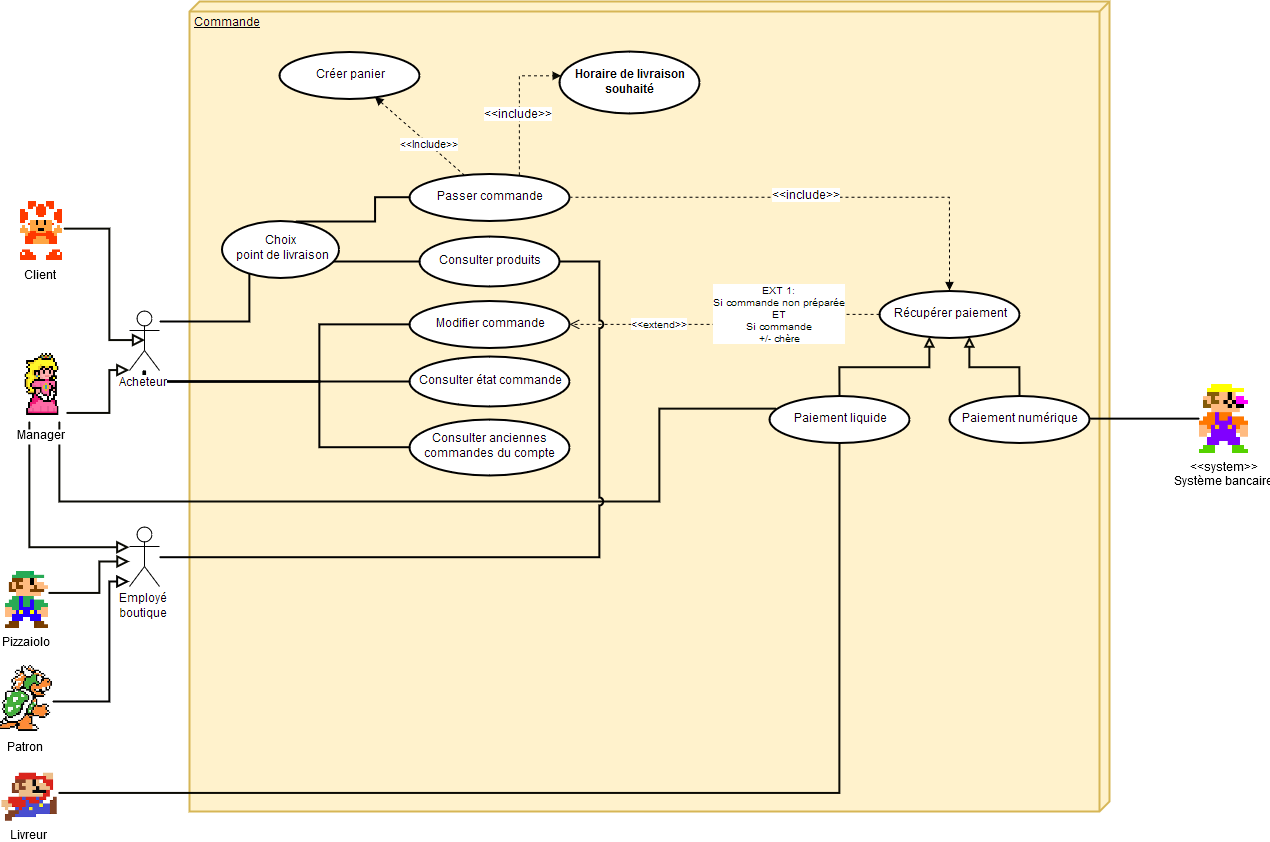 Commande
Créer panier
Horaire de livraison
souhaité
<<include>>
<<Include>>
Passer commande
<<include>>
Choix
point de livraison
Consulter produits
Client
EXT 1:
Si commande non préparée
ET
Si commande
+/- chère
Récupérer paiement
Modifier commande
<<extend>>
Acheteur
Consulter état commande
Paiement liquide
Paiement numérique
Manager
Consulter anciennes
commandes du compte
<<system>>
Système bancaire
Employé
boutique
Pizzaiolo
Patron
Livreur